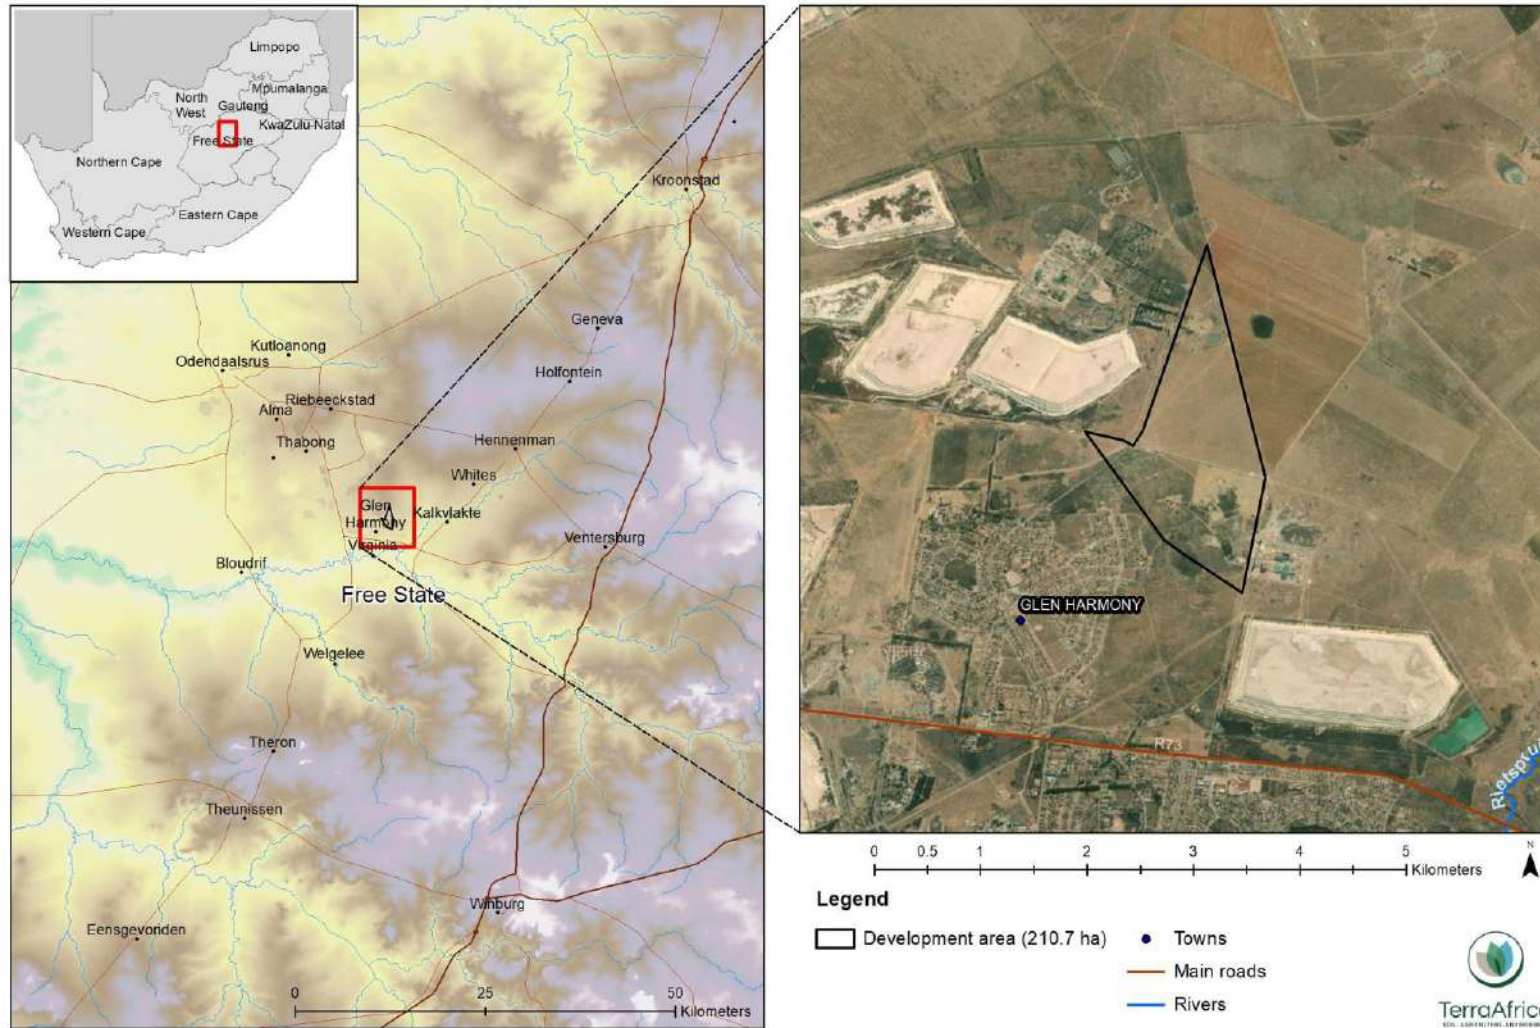 Limpopo
North
West
Mpumalanga
Gauteng
KwaZulu-Natal
Free State
Northern Cape
Eastern Cape
Western Cape
Kroonstad
Geneva
Kutloanong
Odendaalsrus
Holfontein
Riebeeckstad
Alma
Thabong
Hennenman
Whites
Glen
Harmony
Kalkvlakte
Virginia
Ventersburg
Bloudrif
Free State
Welgelee
Theron
Theunissen
Winburg
Eensgevonden
0 25 50
Kilometers
GLEN HARMONY
R73
0 0.5 1 2 3 4 5
Kilometers
N
Legend
Development area (210.7 ha)
Towns
Main roads
Rivers
TerraAfrica